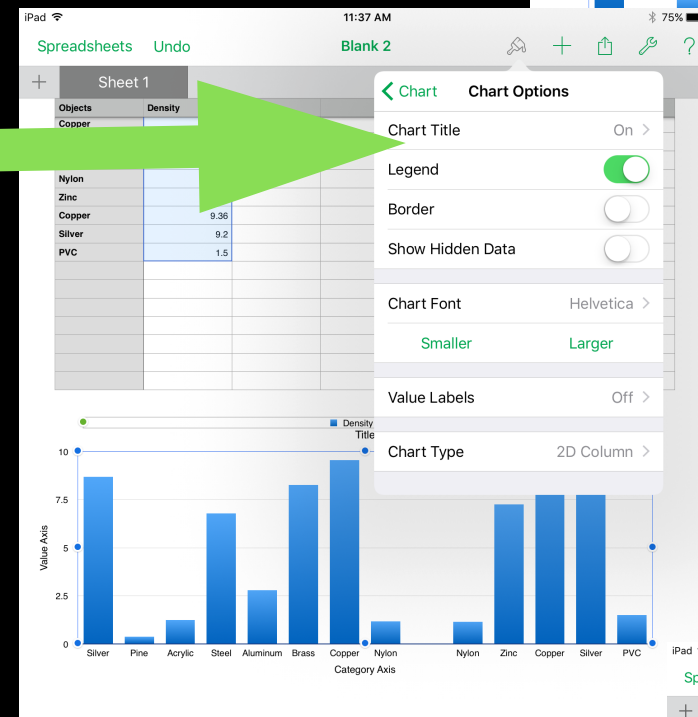 iPad 11:37 AM 75%
Spreadsheets Undo Blank 2 ?
Sheet 1
Chart Chart Options
Objects Density
Copper
Chart Title On
Legend
Nylon
Zinc
Border
Copper 9.36
Silver 9.2
Show Hidden Data
PVC 1.5
Chart Font Helvetica
Smaller Larger
Value Labels Off
Density
Title
Chart Type 2D Column
10
7.5
5
2.5
0
Value Axis
Silver Pine Acrylic Steel Aluminum Brass Copper Nylon Nylon Zinc Copper Silver PVC
Category Axis
iPad
Sp